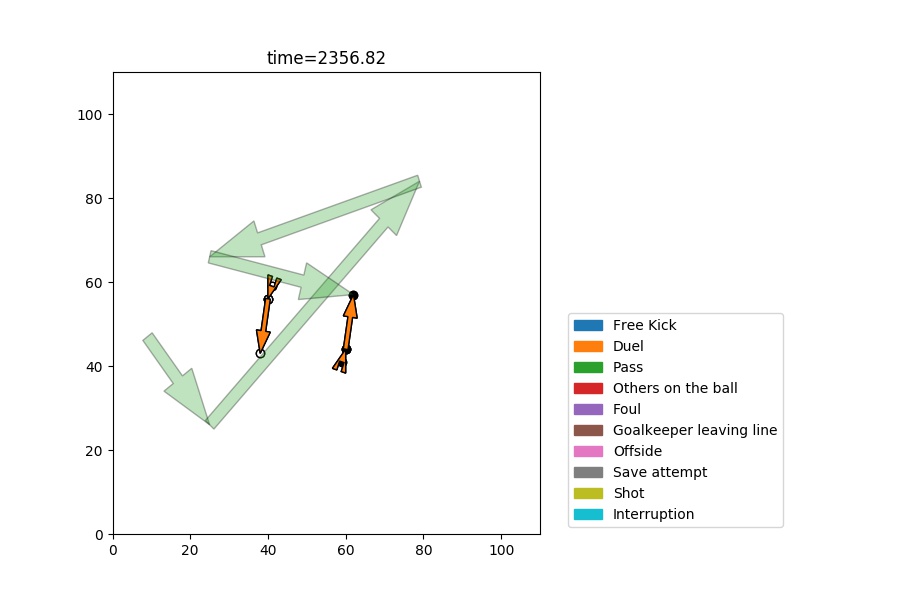 time=2356.82
100
80
60
40
20
0
0 20 40 60 80 100
Free Kick
Duel
Pass
Others on the ball
Foul
Goalkeeper leaving line
Offside
Save attempt
Shot
Interruption